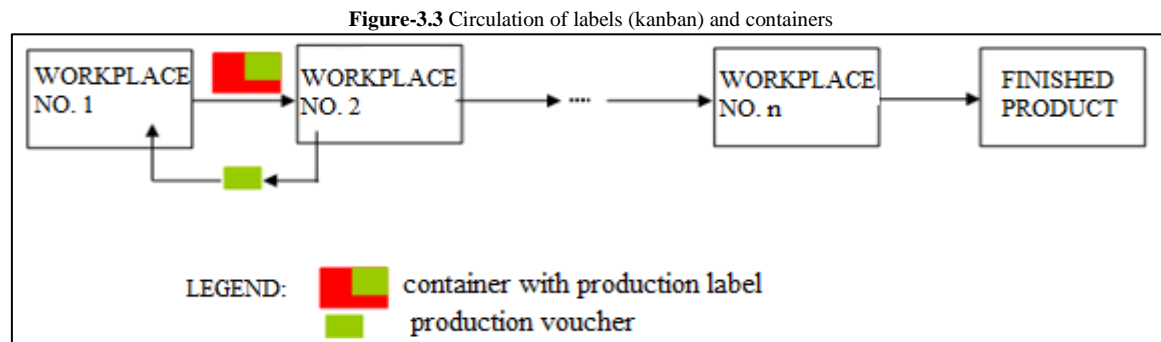 Figure-3.3 Circulation of labels (kanban) and containers
WORKPLACE
NO. 1
WORKPLACE
NO. 2
....
WORKPLACE
NO. n
FINISHED
PRODUCT
LEGEND:
container with production label
production voucher